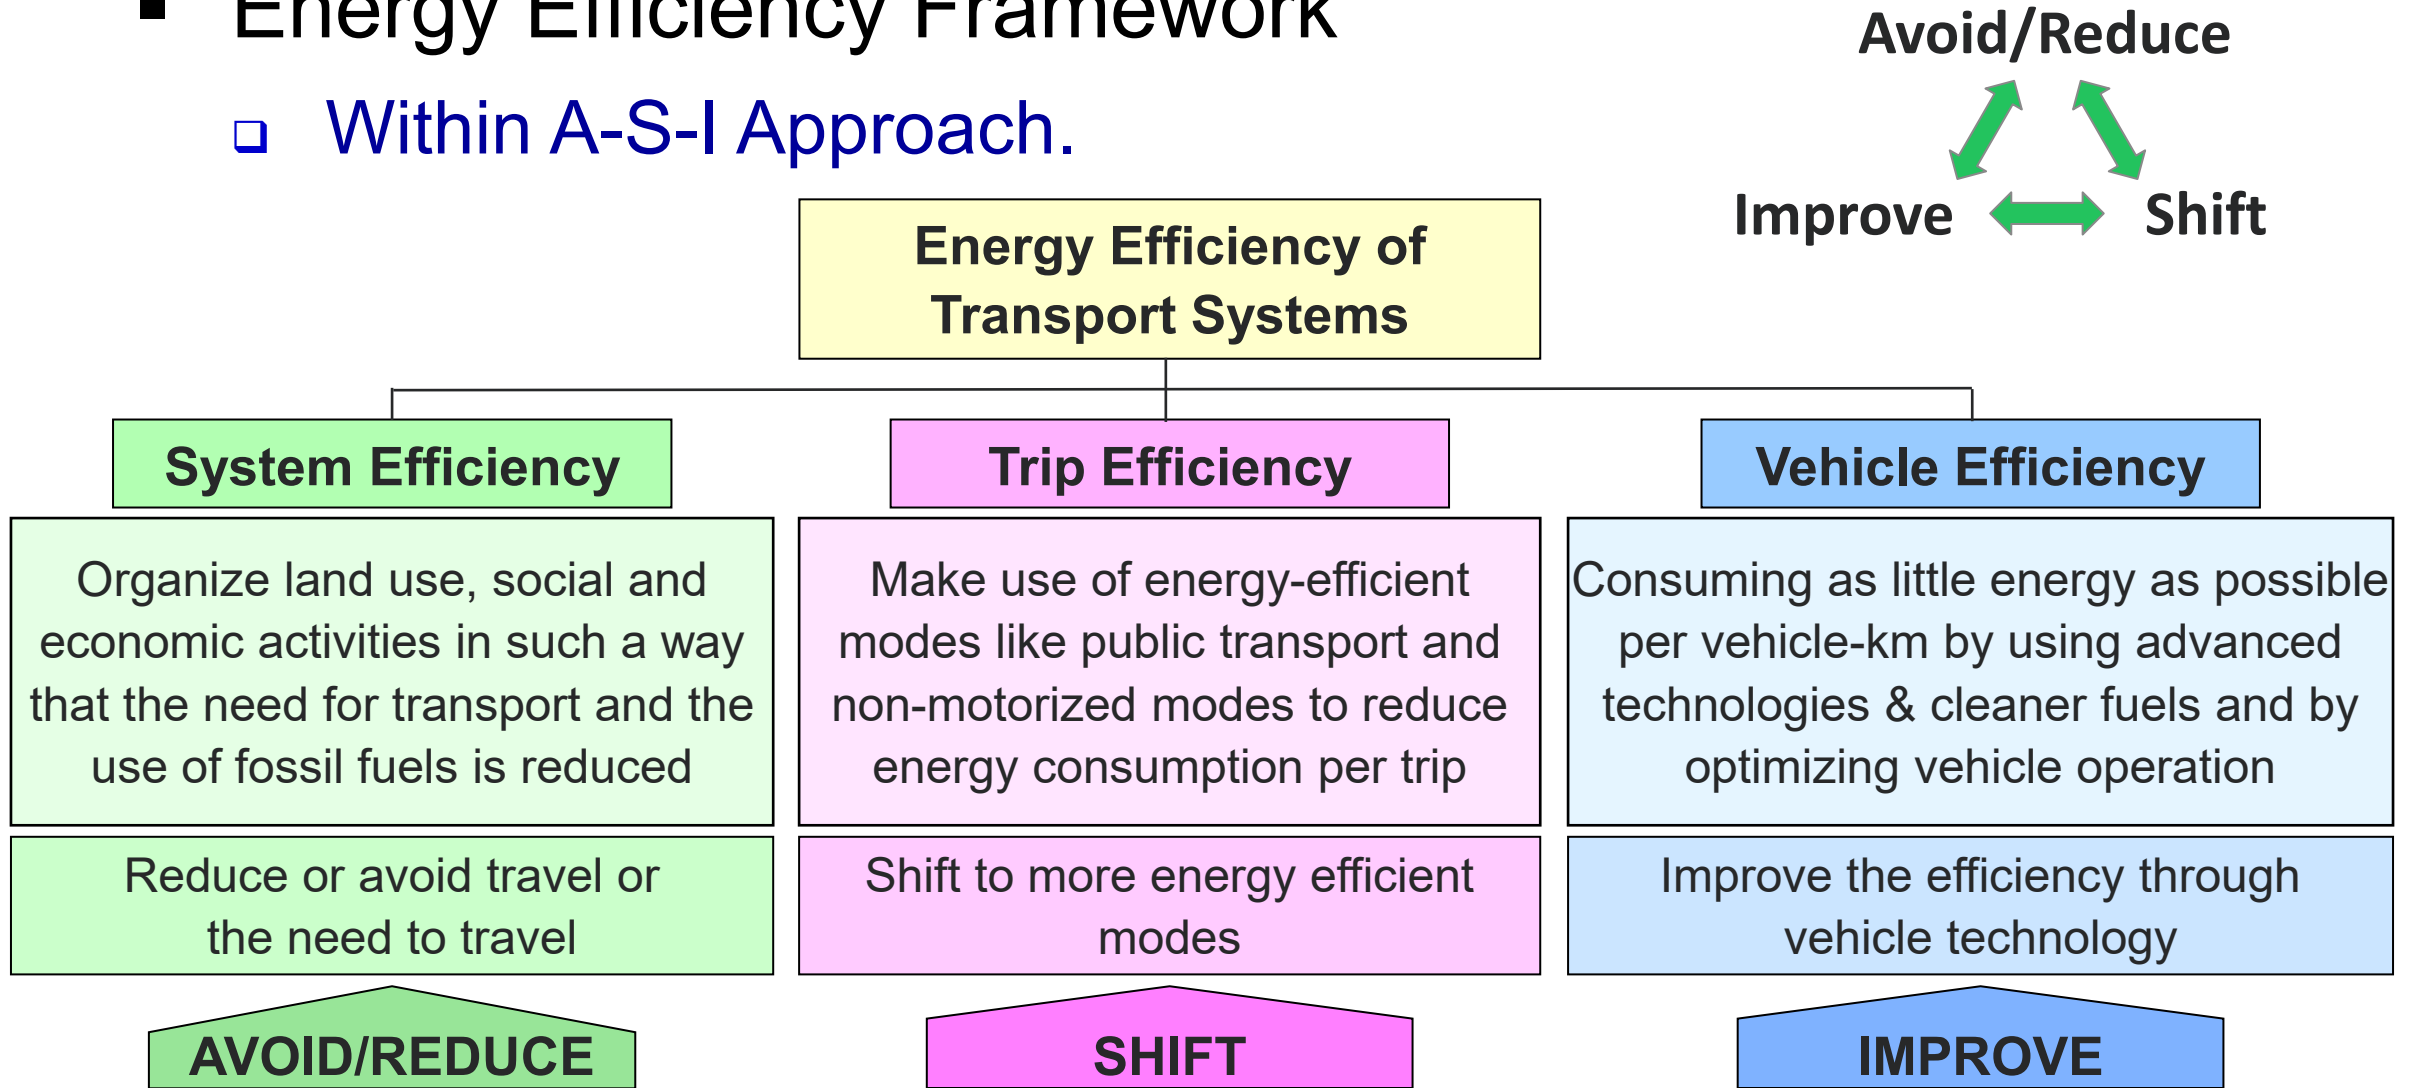 Energy Efficiency Framework
Within A-S-I Approach.
Avoid/Reduce
Improve
Shift
Energy Efficiency of
Transport Systems
System Efficiency
Organize land use, social and
economic activities in such a way
that the need for transport and the
use of fossil fuels is reduced
Reduce or avoid travel or
the need to travel
AVOID/REDUCE
Trip Efficiency
Make use of energy-efficient
modes like public transport and
non-motorized modes to reduce
energy consumption per trip
Shift to more energy efficient
modes
SHIFT
Vehicle Efficiency
Consuming as little energy as possible
per vehicle-km by using advanced
technologies & cleaner fuels and by
optimizing vehicle operation
Improve the efficiency through
vehicle technology
IMPROVE